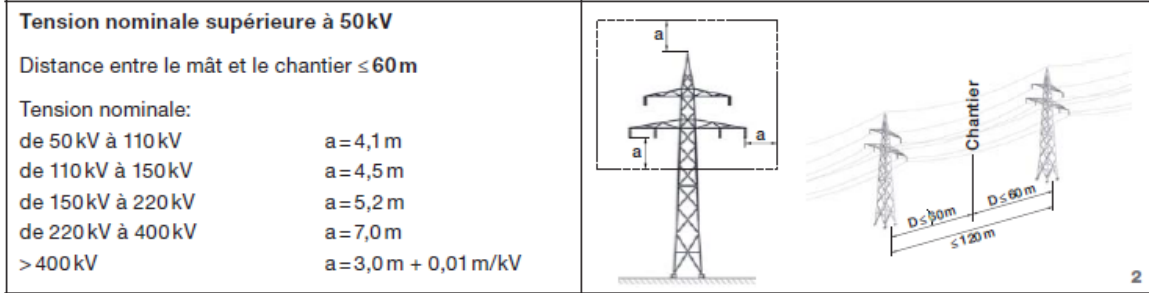 Tension nominale supérieure à 50 kV
Distance entre le mât et le chantier ≤ 60 m
Tension nominale:
de 50 kV à 110 kV a = 4,1 m
de 110 kV à 150 kV a = 4,5 m
de 150 kV à 220 kV a = 5,2 m
de 220 kV à 400 kV a = 7,0 m
> 400 kV a = 3,0 m + 0,01 m/kV
a
a
a
Chantier
D ≤ 60 m
D ≤ 60 m
≤ 120 m
2